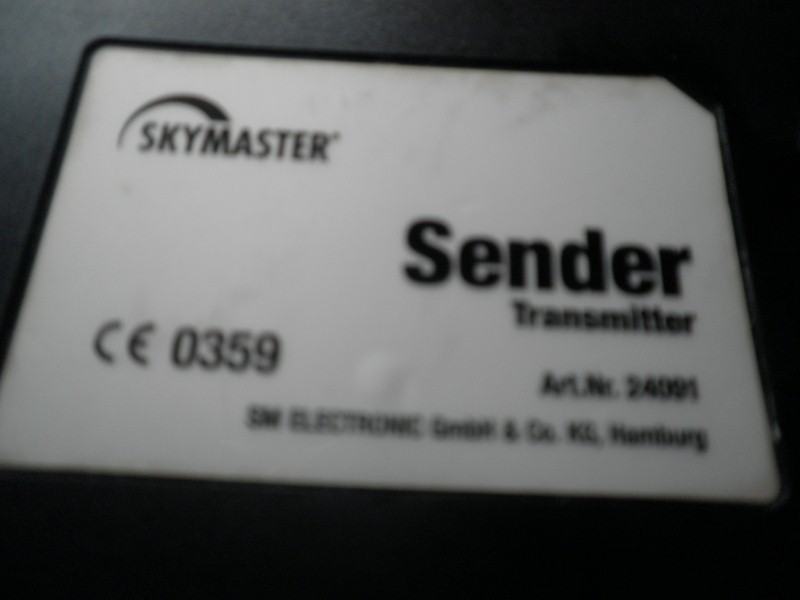 SKYMASTER
Sender
Transmitter
CE 0359
Art.Nr. 24091
SM ELECTRONIC GmbH & Co. KG, Hamburg